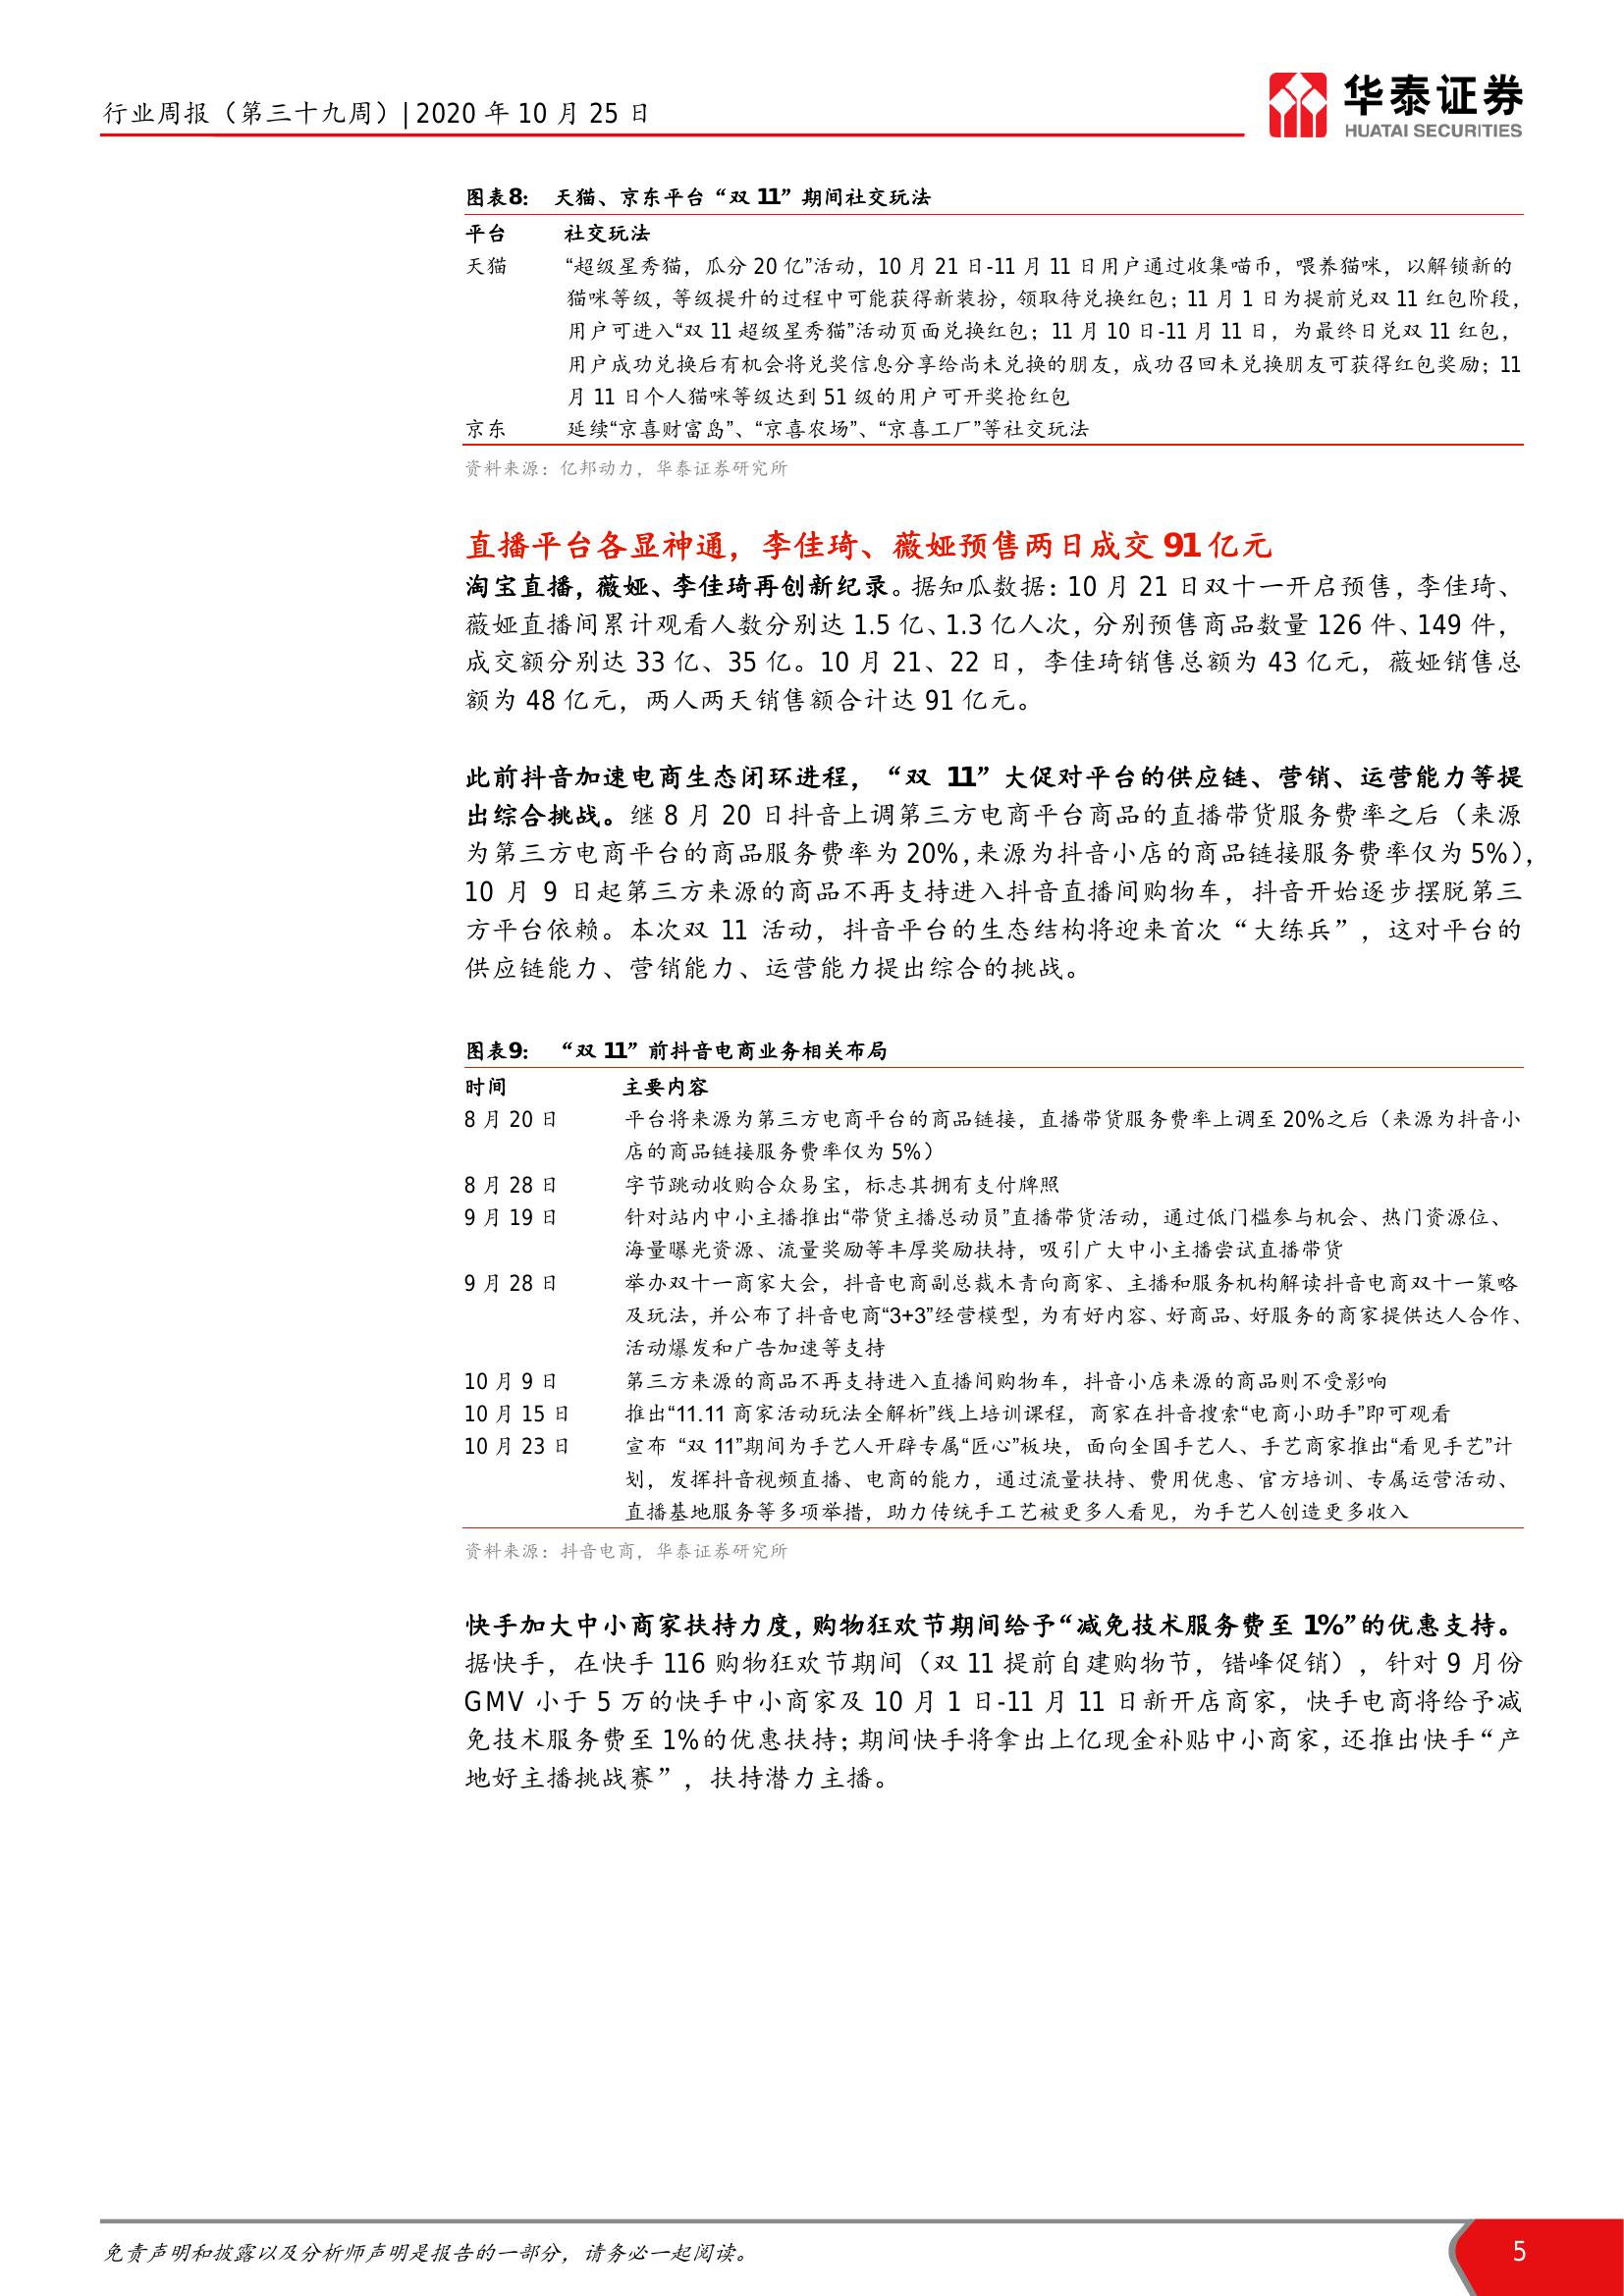 行业周报（第三十九周）| 2020 年 10 月 25 日
华泰证券
HUATAI SECURITIES
图表8： 天猫、京东平台“双 11”期间社交玩法
平台 社交玩法
天猫 “超级星秀猫，瓜分 20 亿”活动，10 月 21 日-11 月 11 日用户通过收集喵币，喂养猫咪，以解锁新的
猫咪等级，等级提升的过程中可能获得新装扮，领取待兑换红包；11 月 1 日为提前兑双 11 红包阶段，
用户可进入“双 11 超级星秀猫”活动页面兑换红包；11 月 10 日-11 月 11 日，为最终日兑双 11 红包，
用户成功兑换后有机会将兑奖信息分享给尚未兑换的朋友，成功召回未兑换朋友可获得红包奖励；11
月 11 日个人猫咪等级达到 51 级的用户可开奖抢红包
京东 延续“京喜财富岛”、“京喜农场”、“京喜工厂”等社交玩法
资料来源：亿邦动力，华泰证券研究所
直播平台各显神通，李佳琦、薇娅预售两日成交 91 亿元
淘宝直播，薇娅、李佳琦再创新纪录。据知瓜数据：10 月 21 日双十一开启预售，李佳琦、
薇娅直播间累计观看人数分别达 1.5 亿、1.3 亿人次，分别预售商品数量 126 件、149 件，
成交额分别达 33 亿、35 亿。10 月 21、22 日，李佳琦销售总额为 43 亿元，薇娅销售总
额为 48 亿元，两人两天销售额合计达 91 亿元。
此前抖音加速电商生态闭环进程，“双 11”大促对平台的供应链、营销、运营能力等提
出综合挑战。继 8 月 20 日抖音上调第三方电商平台商品的直播带货服务费率之后（来源
为第三方电商平台的商品服务费率为 20%，来源为抖音小店的商品链接服务费率仅为 5%），
10 月 9 日起第三方来源的商品不再支持进入抖音直播间购物车，抖音开始逐步摆脱第三
方平台依赖。本次双 11 活动，抖音平台的生态结构将迎来首次“大练兵”，这对平台的
供应链能力、营销能力、运营能力提出综合的挑战。
图表9： “双 11”前抖音电商业务相关布局
时间 主要内容
8 月 20 日 平台将来源为第三方电商平台的商品链接，直播带货服务费率上调至 20%之后（来源为抖音小
店的商品链接服务费率仅为 5%）
8 月 28 日 字节跳动收购合众易宝，标志其拥有支付牌照
9 月 19 日 针对站内中小主播推出“带货主播总动员”直播带货活动，通过低门槛参与机会、热门资源位、
海量曝光资源、流量奖励等丰厚奖励扶持，吸引广大中小主播尝试直播带货
9 月 28 日 举办双十一商家大会，抖音电商副总裁木青向商家、主播和服务机构解读抖音电商双十一策略
及玩法，并公布了抖音电商“3+3”经营模型，为有好内容、好商品、好服务的商家提供达人合作、
活动爆发和广告加速等支持
10 月 9 日 第三方来源的商品不再支持进入直播间购物车，抖音小店来源的商品则不受影响
10 月 15 日 推出“11.11 商家活动玩法全解析”线上培训课程，商家在抖音搜索“电商小助手”即可观看
10 月 23 日 宣布 “双 11”期间为手艺人开辟专属“匠心”板块，面向全国手艺人、手艺商家推出“看见手艺”计
划，发挥抖音视频直播、电商的能力，通过流量扶持、费用优惠、官方培训、专属运营活动、
直播基地服务等多项举措，助力传统手工艺被更多人看见，为手艺人创造更多收入
资料来源：抖音电商，华泰证券研究所
快手加大中小商家扶持力度，购物狂欢节期间给予“减免技术服务费至 1%”的优惠支持。
据快手，在快手 116 购物狂欢节期间（双 11 提前自建购物节，错峰促销），针对 9 月份
GMV 小于 5 万的快手中小商家及 10 月 1 日-11 月 11 日新开店商家，快手电商将给予减
免技术服务费至 1%的优惠扶持；期间快手将拿出上亿现金补贴中小商家，还推出快手“产
地好主播挑战赛”，扶持潜力主播。
免责声明和披露以及分析师声明是报告的一部分，请务必一起阅读。
5